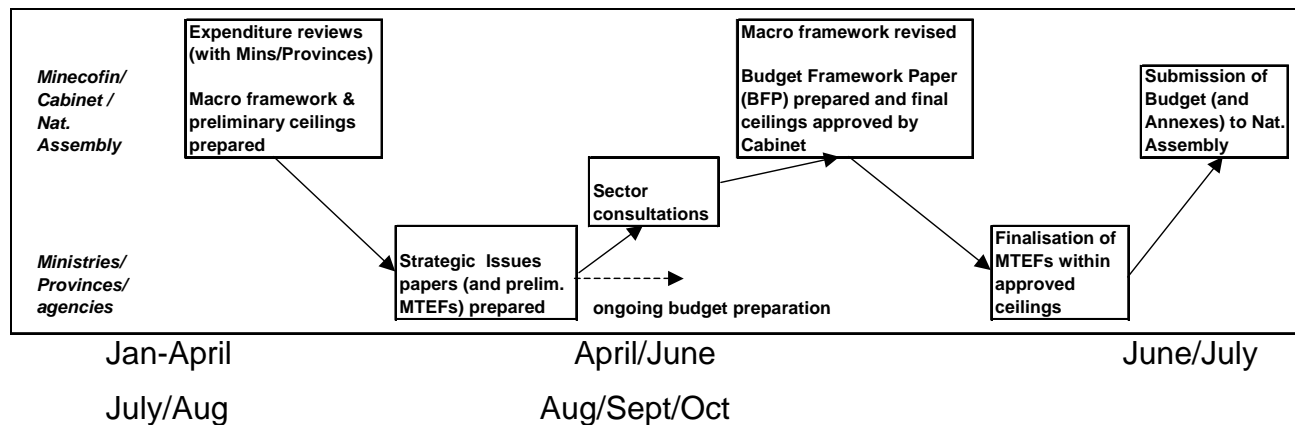 Minecofin/
Cabinet /
Nat.
Assembly
Expenditure reviews
(with Mins/Provinces)
Macro framework &
preliminary ceilings
prepared
Macro framework revised
Budget Framework Paper
(BFP) prepared and final
ceilings approved by
Cabinet
Submission of
Budget (and
Annexes) to Nat.
Assembly
Sector
consultations
Ministries/
Provinces/
agencies
Strategic Issues
papers (and prelim.
MTEFs) prepared
ongoing budget preparation
Finalisation of
MTEFs within
approved
ceilings
Jan-April
April/June
June/July
July/Aug
Aug/Sept/Oct